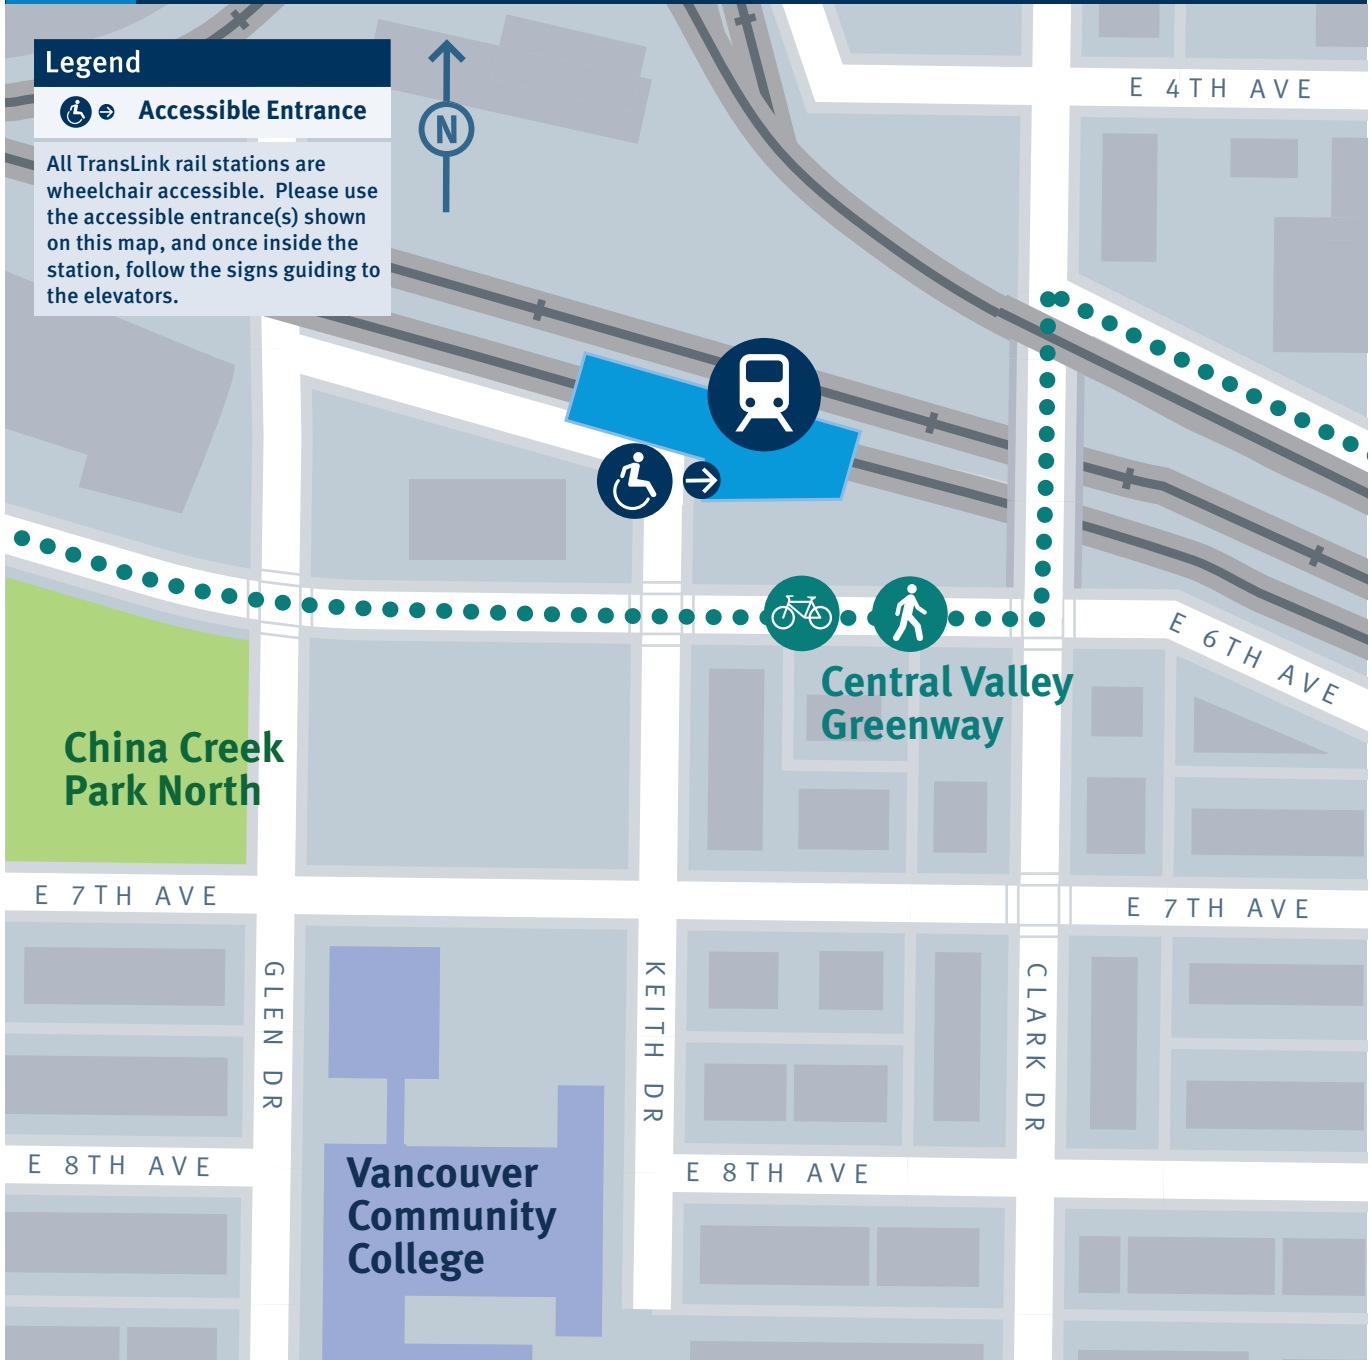 Legend
Accessible Entrance
All TransLink rail stations are
wheelchair accessible. Please use
the accessible entrance(s) shown
on this map, and once inside the
station, follow the signs guiding to
the elevators.
N
E 4TH AVE
E 6TH AVE
Central Valley
Greenway
China Creek
Park North
E 7TH AVE
E 7TH AVE
GLEN DR
KEITH DR
CLARK DR
E 8TH AVE
E 8TH AVE
Vancouver
Community
College